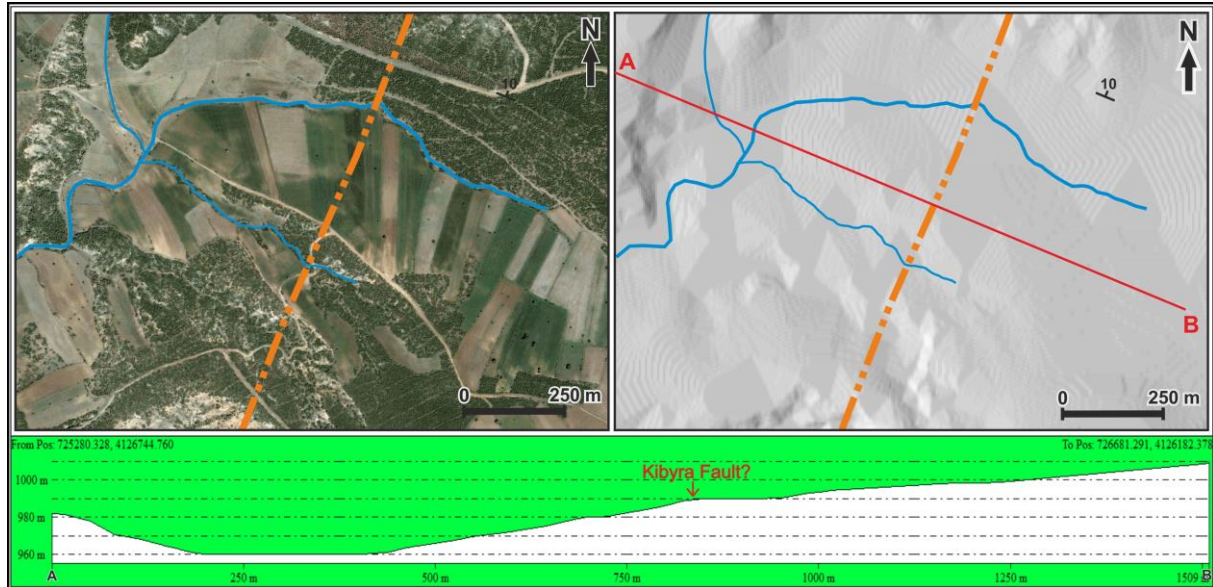 N
10
0 250 m
A
N
10
B
0 250 m
From Pos: 725280.328, 4126744.760 To Pos: 726681.291, 4126182.378
Kibyra Fault?
1000 m
980 m
960 m
A 250 m 500 m 750 m 1000 m 1250 m 1509 m B